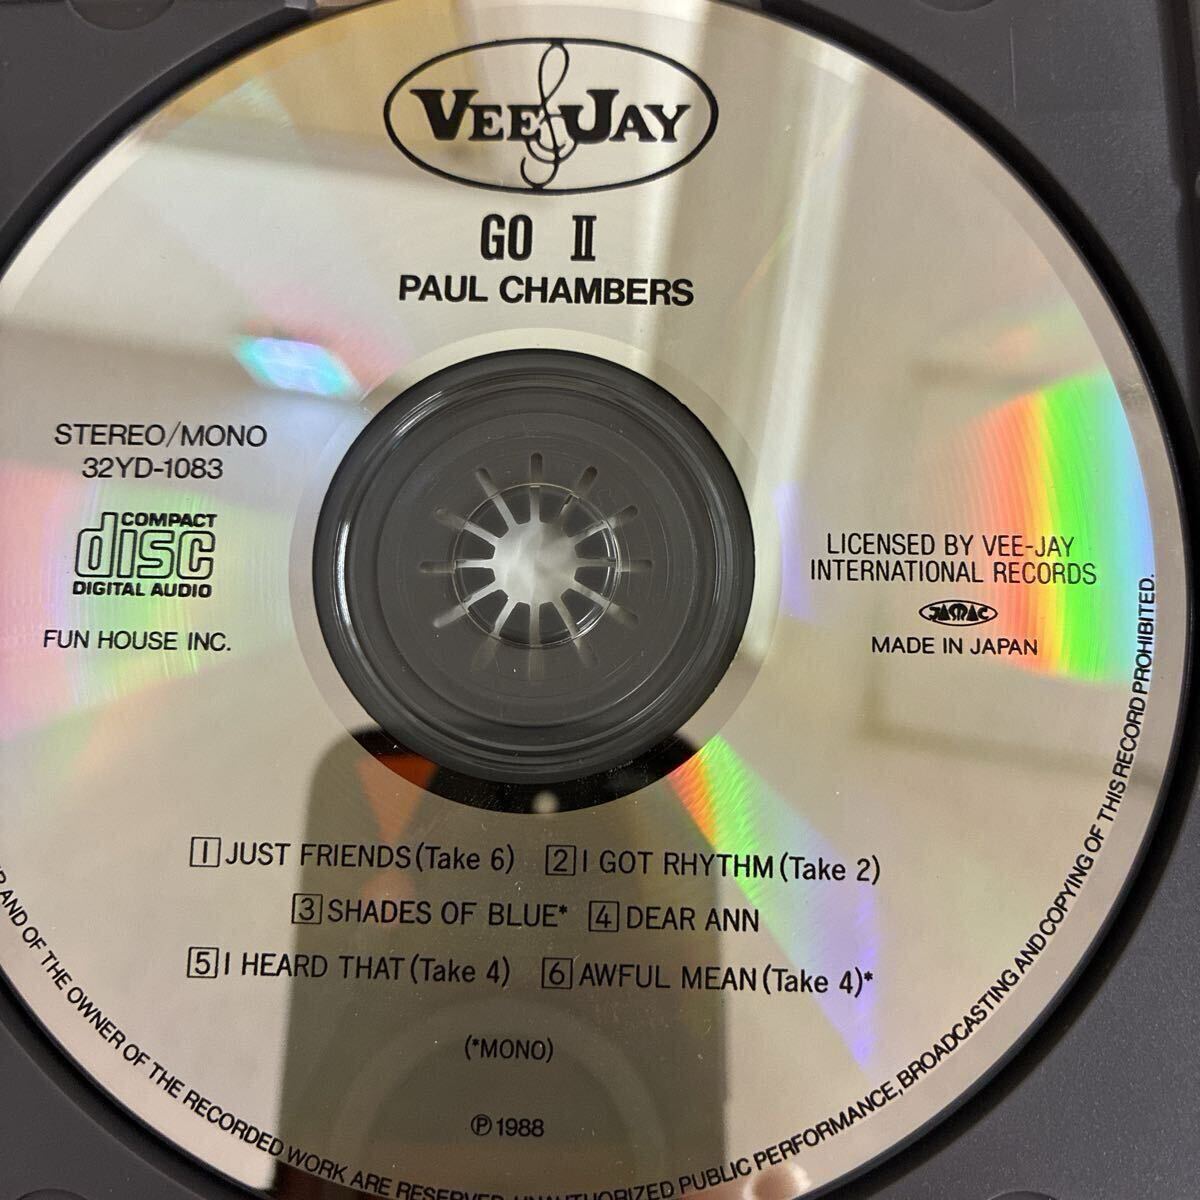 VEE JAY
GO II
PAUL CHAMBERS
STEREO/MONO
32YD-1083
COMPACT
disc
DIGITAL AUDIO
FUN HOUSE INC.
LICENSED BY VEE-JAY
INTERNATIONAL RECORDS
JASRAC
MADE IN JAPAN
1 JUST FRIENDS (Take 6) 2 I GOT RHYTHM (Take 2)
3 SHADES OF BLUE* 4 DEAR ANN
5 I HEARD THAT (Take 4) 6 AWFUL MEAN (Take 4)*
(*MONO)
℗ 1988
AND OF THE OWNER OF THE RECORDED WORK ARE RESERVED. UNAUTHORIZED PUBLIC PERFORMANCE, BROADCASTING AND COPYING OF THIS RECORD PROHIBITED.